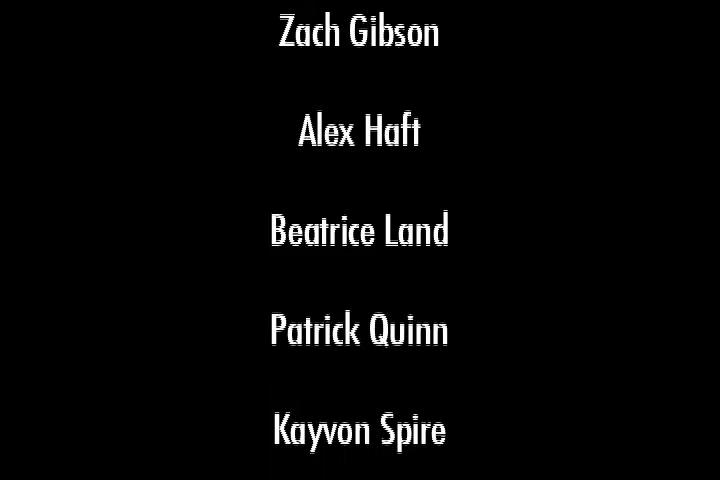 Zach Gibson
Alex Haft
Beatrice Land
Patrick Quinn
Kayvon Spire